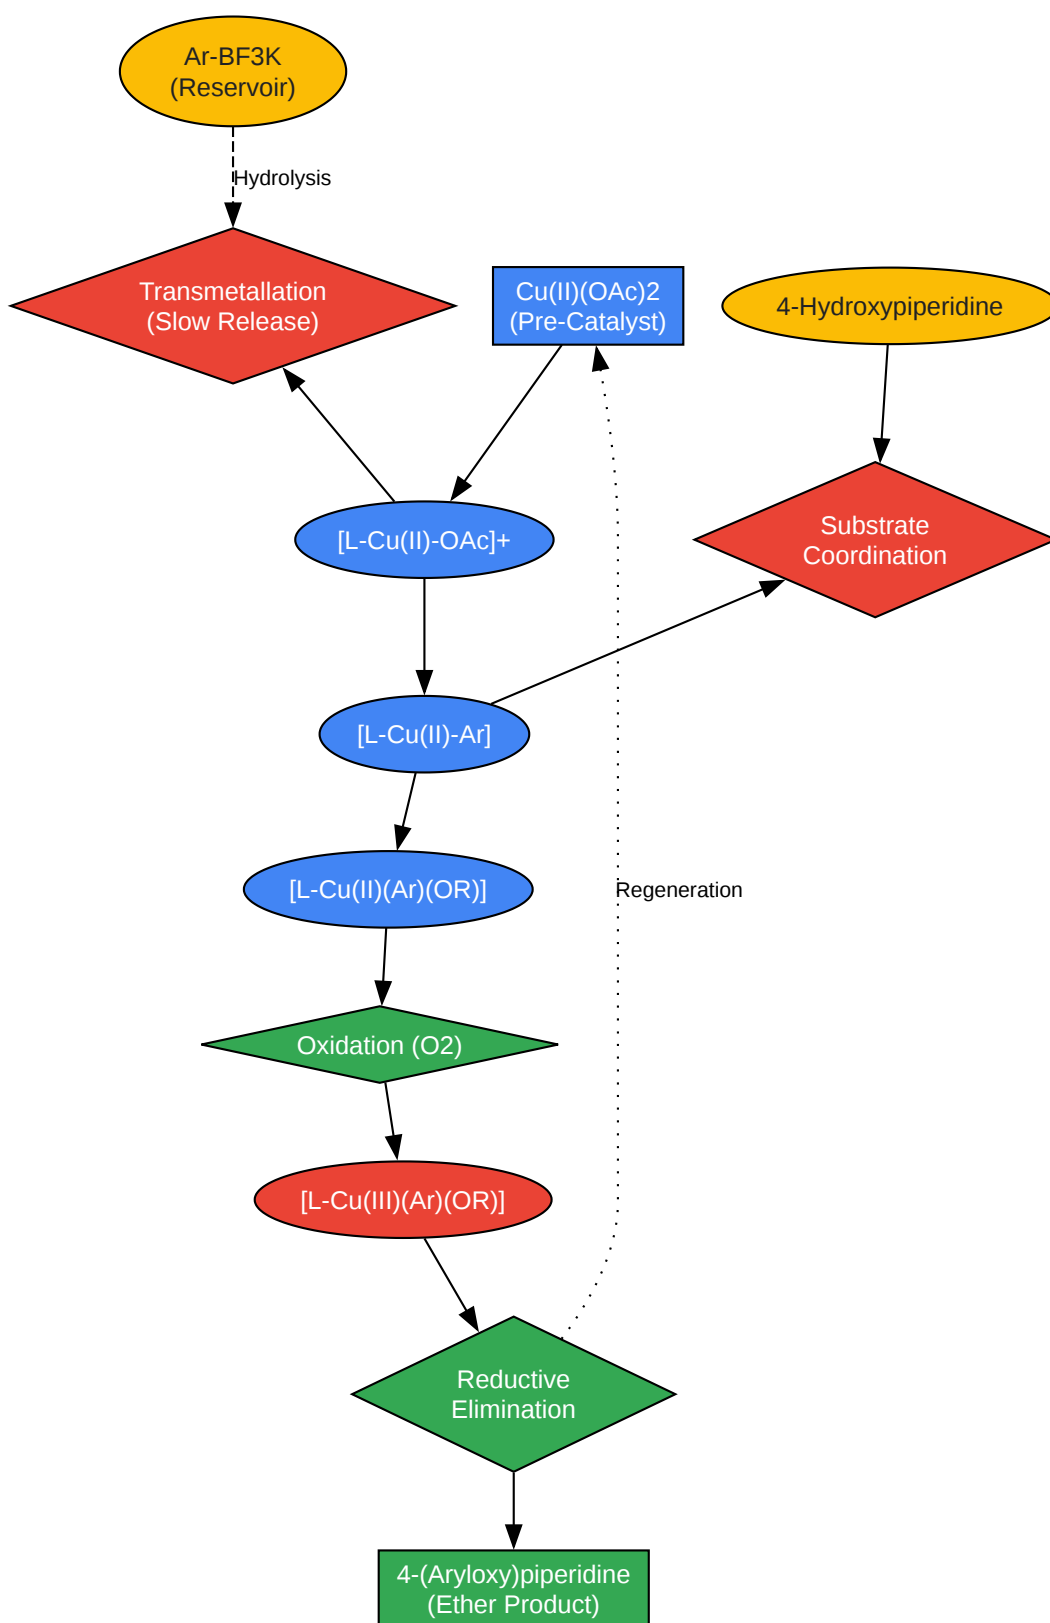 Ar-BF3K
(Reservoir)
Hydrolysis
Transmetallation
(Slow Release)
Cu(II)(OAc)2
(Pre-Catalyst)
4-Hydroxypiperidine
[L-Cu(II)-OAc]+
Substrate
Coordination
[L-Cu(II)-Ar]
[L-Cu(II)(Ar)(OR)]
Regeneration
Oxidation (O2)
[L-Cu(III)(Ar)(OR)]
Reductive
Elimination
4-(Aryloxy)piperidine
(Ether Product)